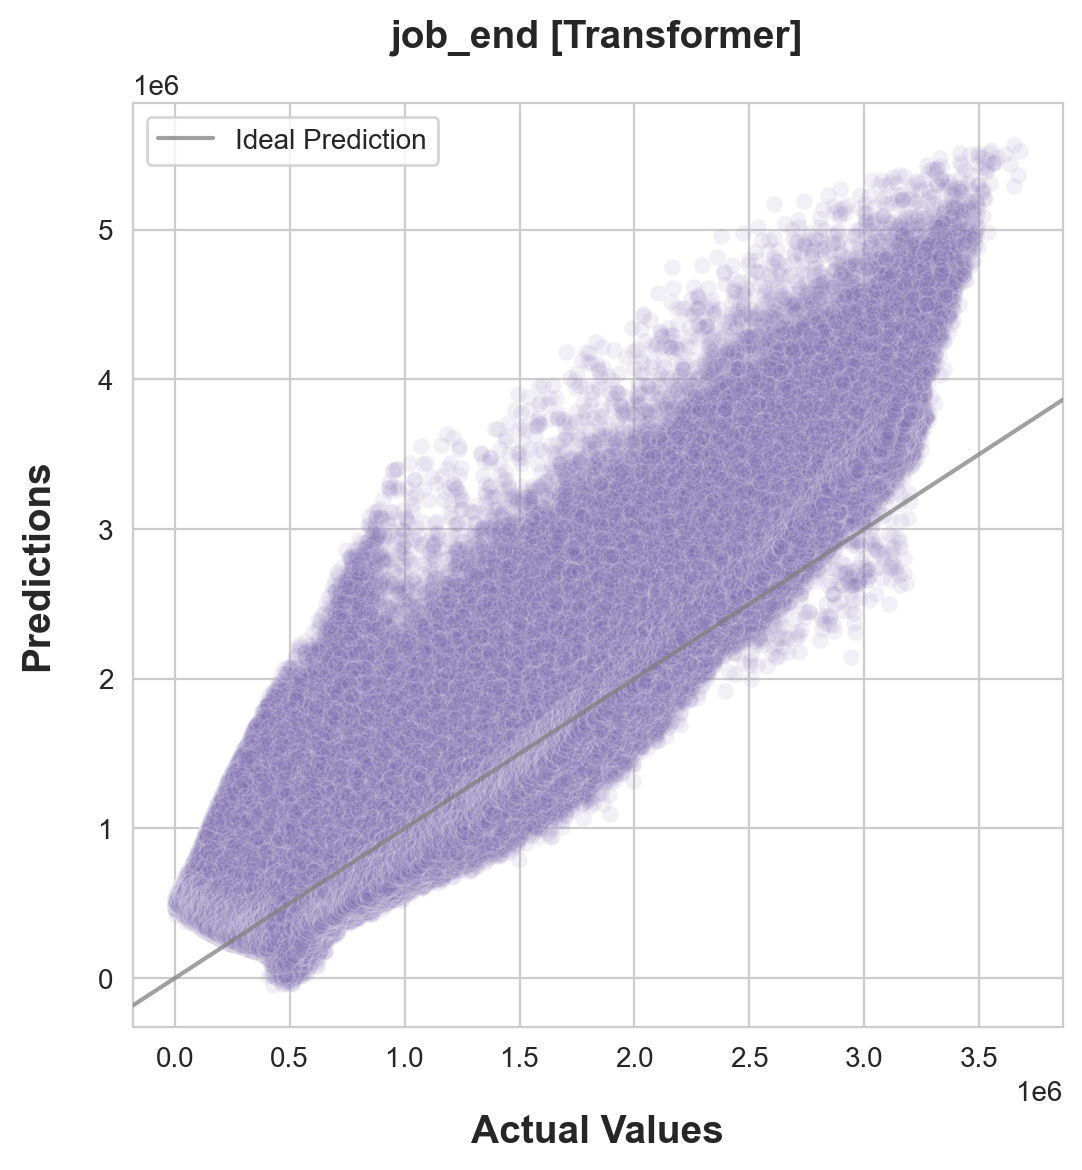 job_end [Transformer]
1e6
Ideal Prediction
5
4
3
2
1
0
Predictions
0.0 0.5 1.0 1.5 2.0 2.5 3.0 3.5
1e6
Actual Values